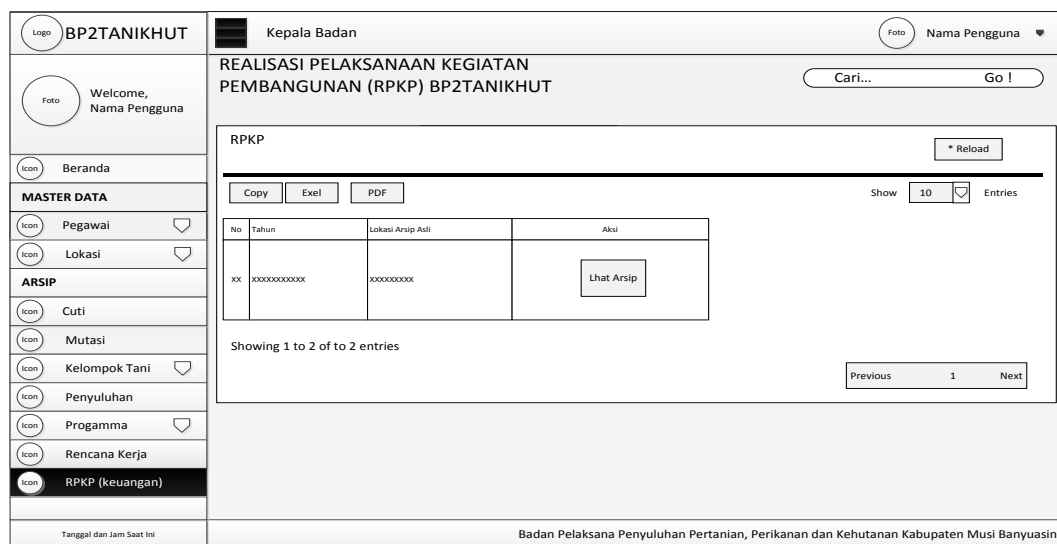 Logo BP2TANIKHUT
Kepala Badan
Foto Nama Pengguna
Foto
Welcome,
Nama Pengguna
Icon Beranda
MASTER DATA
Icon Pegawai
Icon Lokasi
ARSIP
Icon Cuti
Icon Mutasi
Icon Kelompok Tani
Icon Penyuluhan
Icon Progamma
Icon Rencana Kerja
Icon RPKP (keuangan)
Tanggal dan Jam Saat Ini
REALISASI PELAKSANAAN KEGIATAN
PEMBANGUNAN (RPKP) BP2TANIKHUT
Cari... Go !
RPKP
* Reload
Copy Exel PDF
Show 10 Entries
No Tahun Lokasi Arsip Asli Aksi
xx xxxxxxxxxxx xxxxxxxxx Lhat Arsip
Showing 1 to 2 of to 2 entries
Previous 1 Next
Badan Pelaksana Penyuluhan Pertanian, Perikanan dan Kehutanan Kabupaten Musi Banyuasin